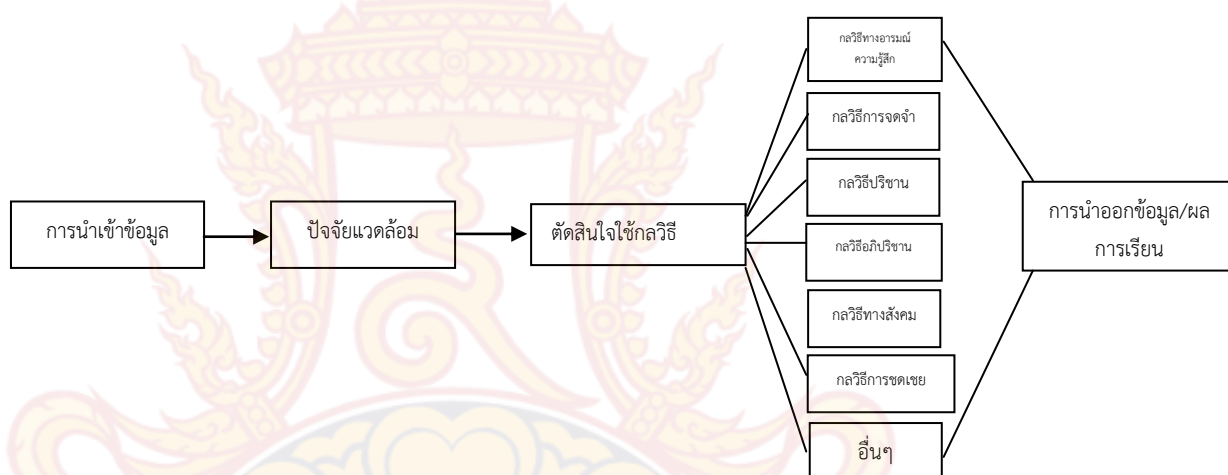 การนำเข้าข้อมูล
ปัจจัยแวดล้อม
ตัดสินใจใช้กลวิธี
กลวิธีทางอารมณ์
ความรู้สึก
กลวิธีการจดจำ
กลวิธีปริชาน
กลวิธีอภิปริชาน
กลวิธีทางสังคม
กลวิธีการชดเชย
อื่นๆ
การนำออกข้อมูล/ผล
การเรียน